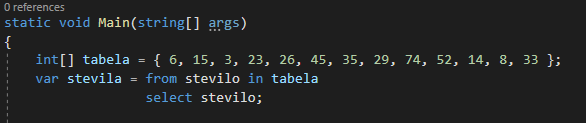 0 references
static void Main(string[] args)
{
int[] tabela = { 6, 15, 3, 23, 26, 45, 35, 29, 74, 52, 14, 8, 33 };
var stevila = from stevilo in tabela
select stevilo;